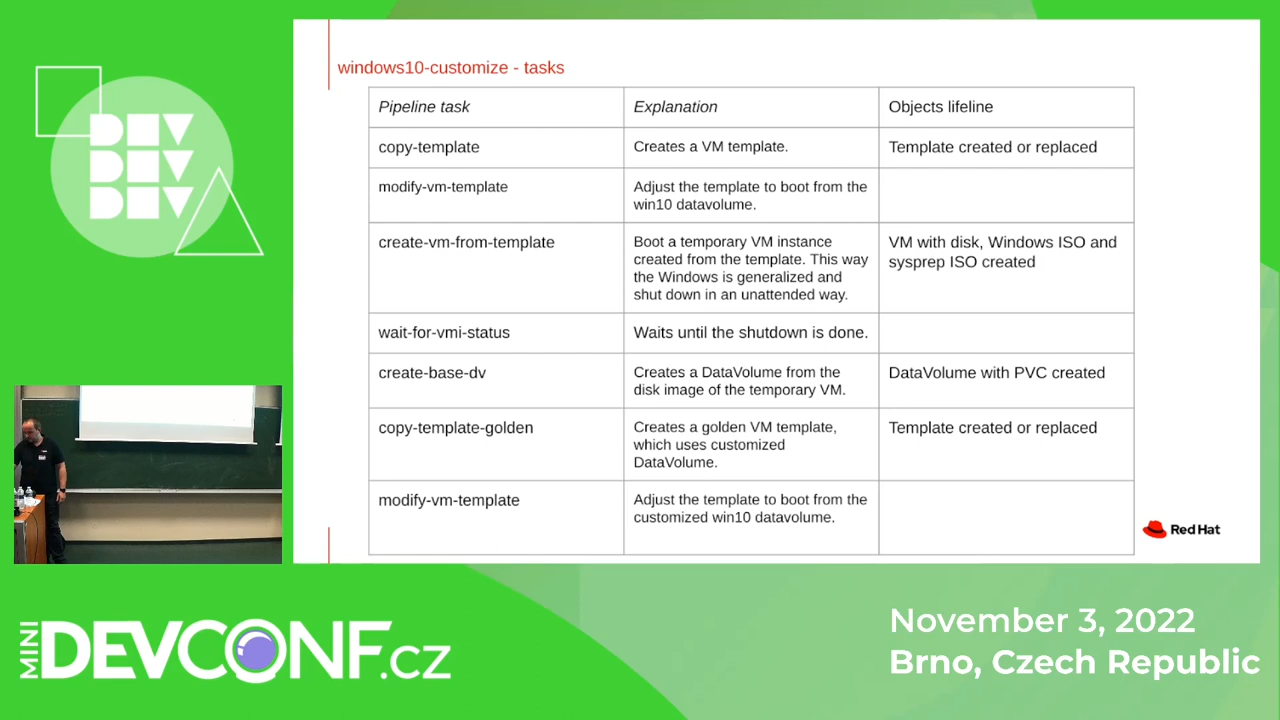 windows10-customize - tasks
Pipeline task
Explanation
Objects lifeline
copy-template
Creates a VM template.
Template created or replaced
modify-vm-template
Adjust the template to boot from the
win10 datavolume.
create-vm-from-template
Boot a temporary VM instance
created from the template. This way
the Windows is generalized and
shut down in an unattended way.
VM with disk, Windows ISO and
sysprep ISO created
wait-for-vmi-status
Waits until the shutdown is done.
create-base-dv
Creates a DataVolume from the
disk image of the temporary VM.
DataVolume with PVC created
copy-template-golden
Creates a golden VM template,
which uses customized
DataVolume.
Template created or replaced
modify-vm-template
Adjust the template to boot from the
customized win10 datavolume.
Red Hat
DEV
DEV
DEV
MINI
DEVCONF.CZ
November 3, 2022
Brno, Czech Republic